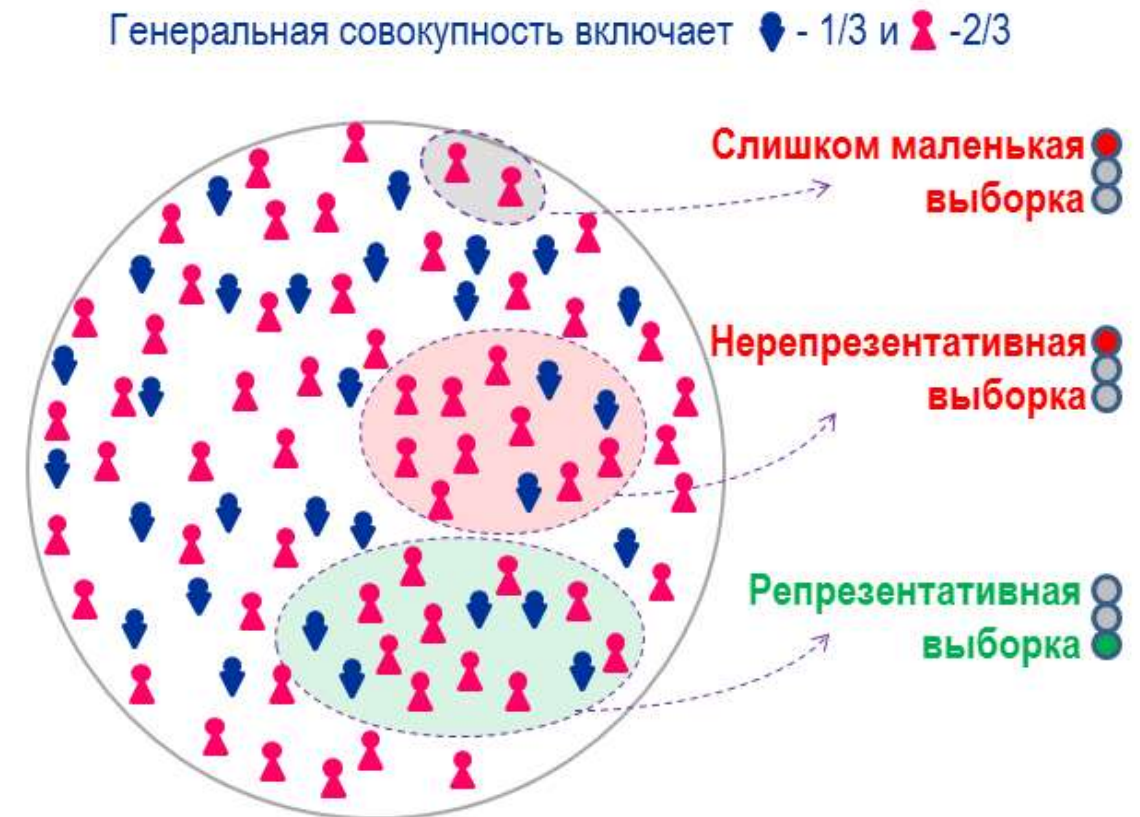 Генеральная совокупность включает - 1/3 и -2/3
Слишком маленькая
выборка
Нерепрезентативная
выборка
Репрезентативная
выборка